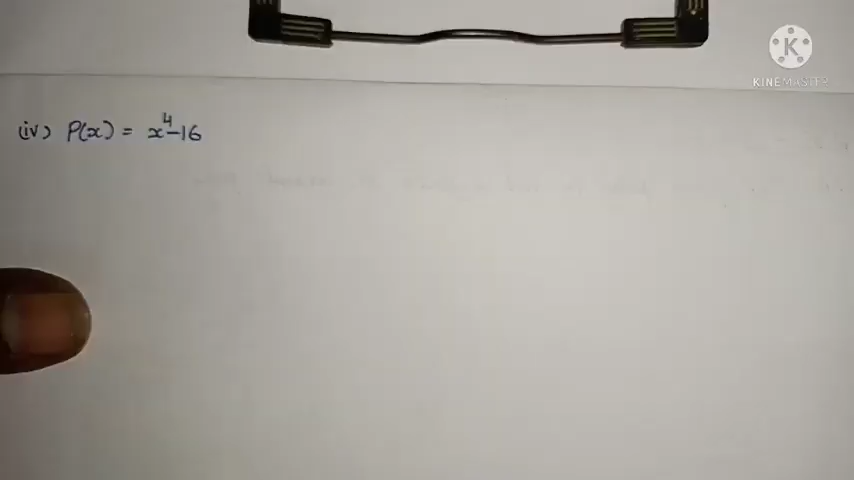 (iv) P(x) = x⁴-16
KINEMASTER